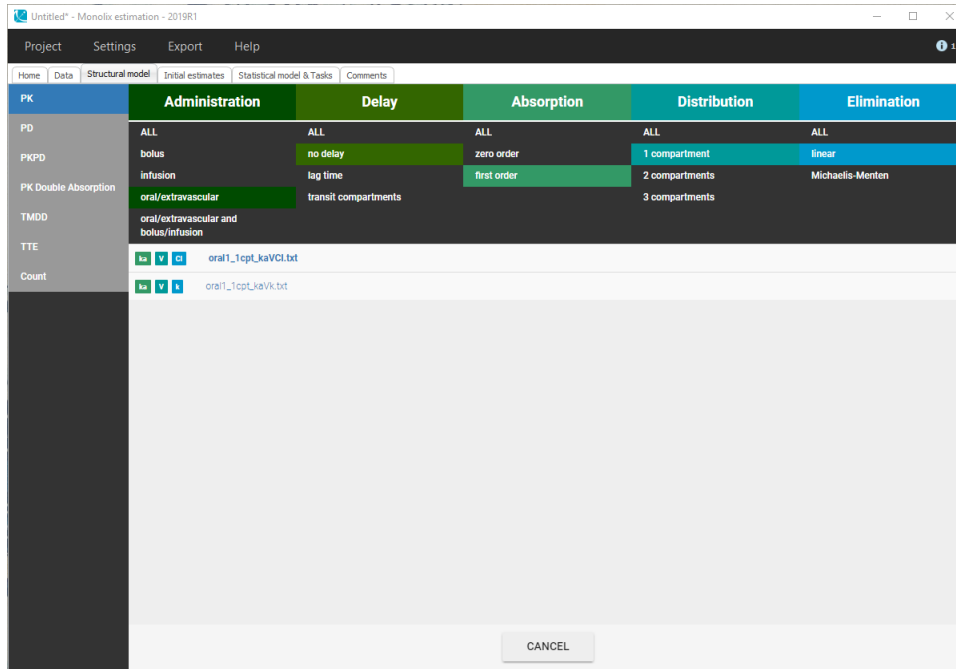 Untitled* - Monolix estimation - 2019R1
Project Settings Export Help
1
Home Data Structural model Initial estimates Statistical model & Tasks Comments
PK
PD
PKPD
PK Double Absorption
TMDD
TTE
Count
Administration Delay Absorption Distribution Elimination
ALL ALL ALL ALL ALL
bolus no delay zero order 1 compartment linear
infusion lag time first order 2 compartments Michaelis-Menten
oral/extravascular transit compartments 3 compartments
oral/extravascular and
bolus/infusion
ka V Cl oral1_1cpt_kaVCl.txt
ka V k oral1_1cpt_kaVk.txt
CANCEL